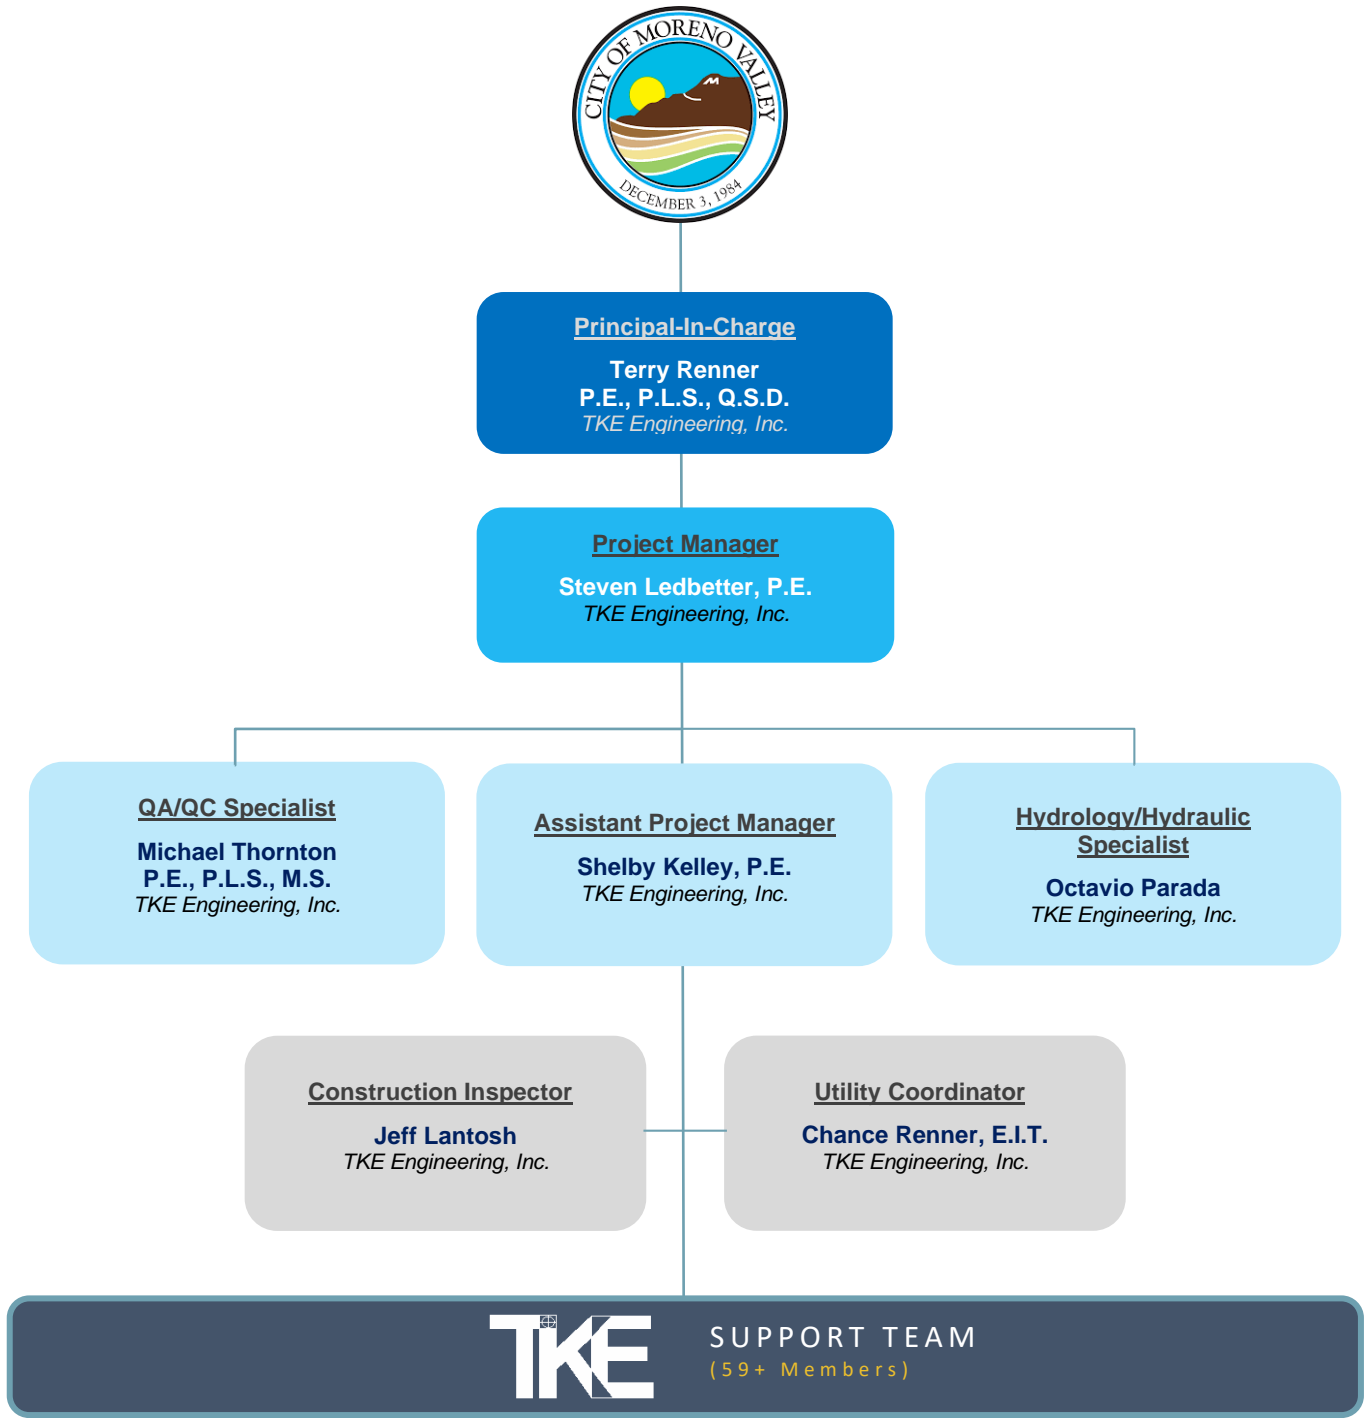 CITY OF MORENO VALLEY
DECEMBER 3, 1984
Principal-In-Charge
Terry Renner
P.E., P.L.S., Q.S.D.
TKE Engineering, Inc.
Project Manager
Steven Ledbetter, P.E.
TKE Engineering, Inc.
QA/QC Specialist
Michael Thornton
P.E., P.L.S., M.S.
TKE Engineering, Inc.
Assistant Project Manager
Shelby Kelley, P.E.
TKE Engineering, Inc.
Hydrology/Hydraulic
Specialist
Octavio Parada
TKE Engineering, Inc.
Construction Inspector
Jeff Lantosh
TKE Engineering, Inc.
Utility Coordinator
Chance Renner, E.I.T.
TKE Engineering, Inc.
TKE
SUPPORT TEAM
(59+ Members)